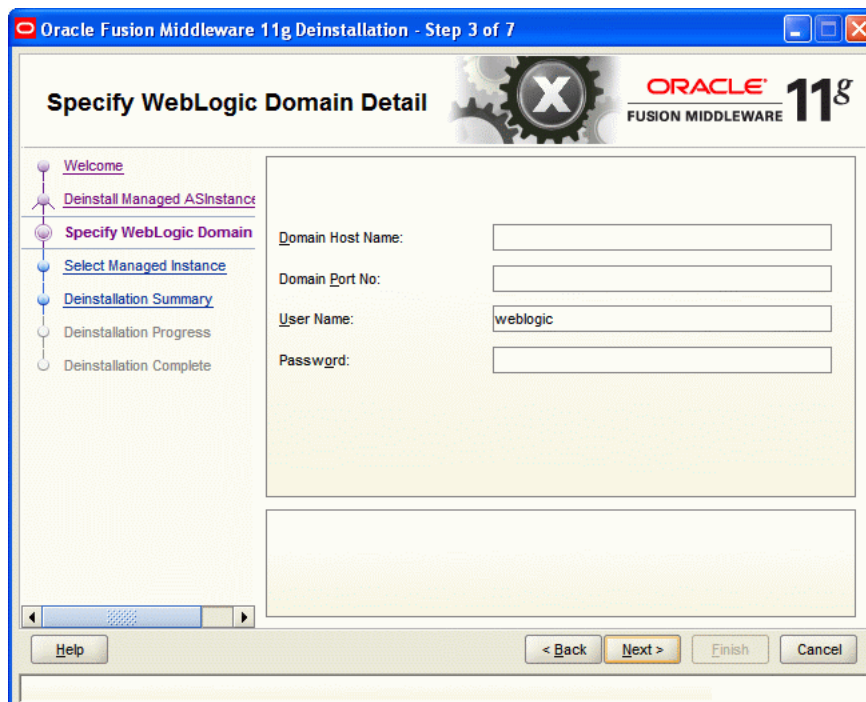 Oracle Fusion Middleware 11g Deinstallation - Step 3 of 7
Specify WebLogic Domain Detail
X
ORACLE®
FUSION MIDDLEWARE
11g
Welcome
Deinstall Managed ASInstance
Specify WebLogic Domain
Select Managed Instance
Deinstallation Summary
Deinstallation Progress
Deinstallation Complete
Domain Host Name:
Domain Port No:
User Name: weblogic
Password:
Help < Back Next > Finish Cancel